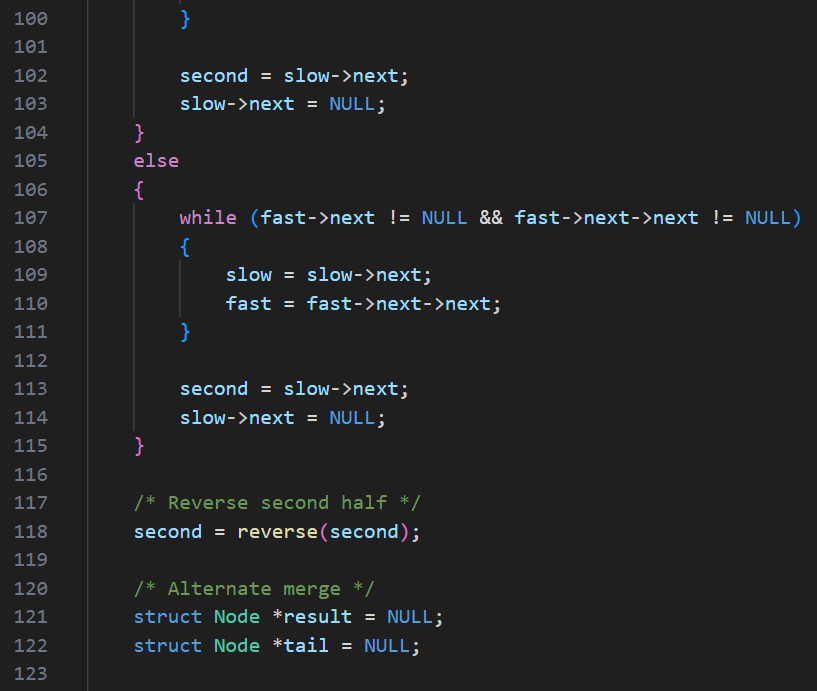 100 }
101
102 second = slow->next;
103 slow->next = NULL;
104 }
105 else
106 {
107 while (fast->next != NULL && fast->next->next != NULL)
108 {
109 slow = slow->next;
110 fast = fast->next->next;
111 }
112
113 second = slow->next;
114 slow->next = NULL;
115 }
116
117 /* Reverse second half */
118 second = reverse(second);
119
120 /* Alternate merge */
121 struct Node *result = NULL;
122 struct Node *tail = NULL;
123